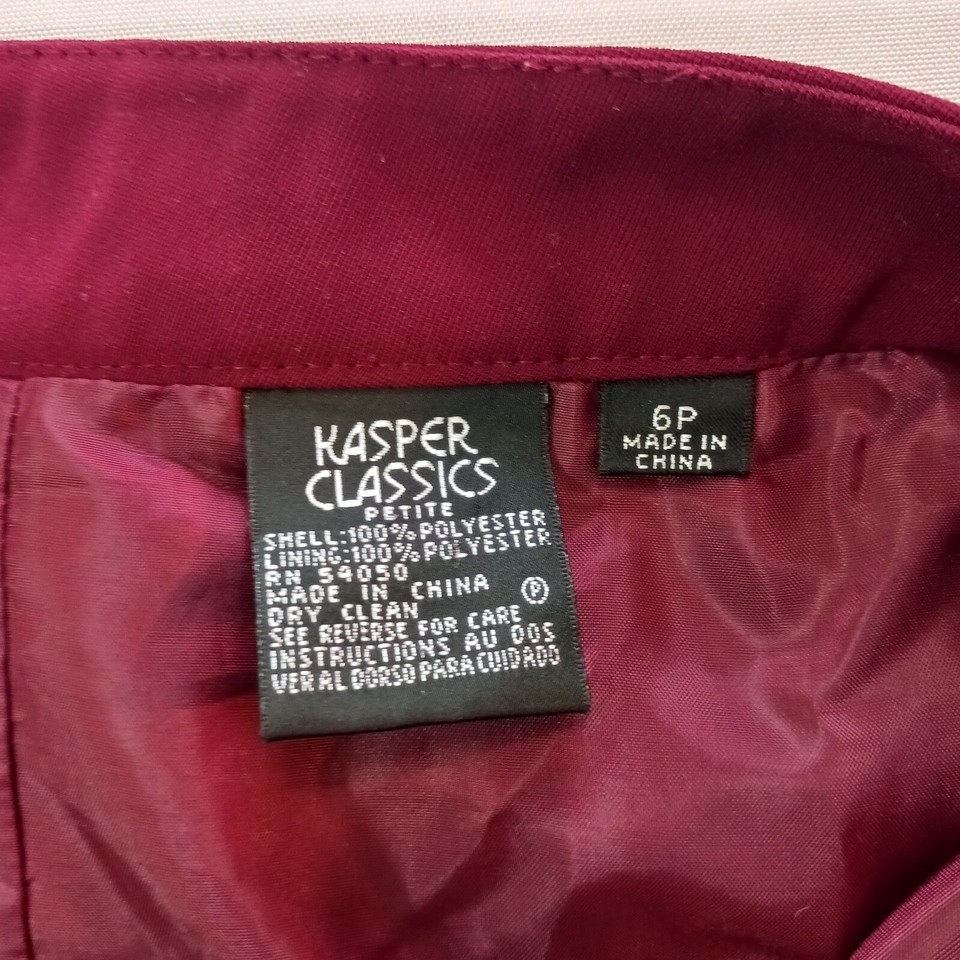 KASPER
CLASSICS
PETITE
SHELL:100% POLYESTER
LINING:100% POLYESTER
RN 54050
MADE IN CHINA
DRY CLEAN Ⓟ
SEE REVERSE FOR CARE
INSTRUCTIONS AU DOS
VER AL DORSO PARA CUIDADO
6P
MADE IN
CHINA